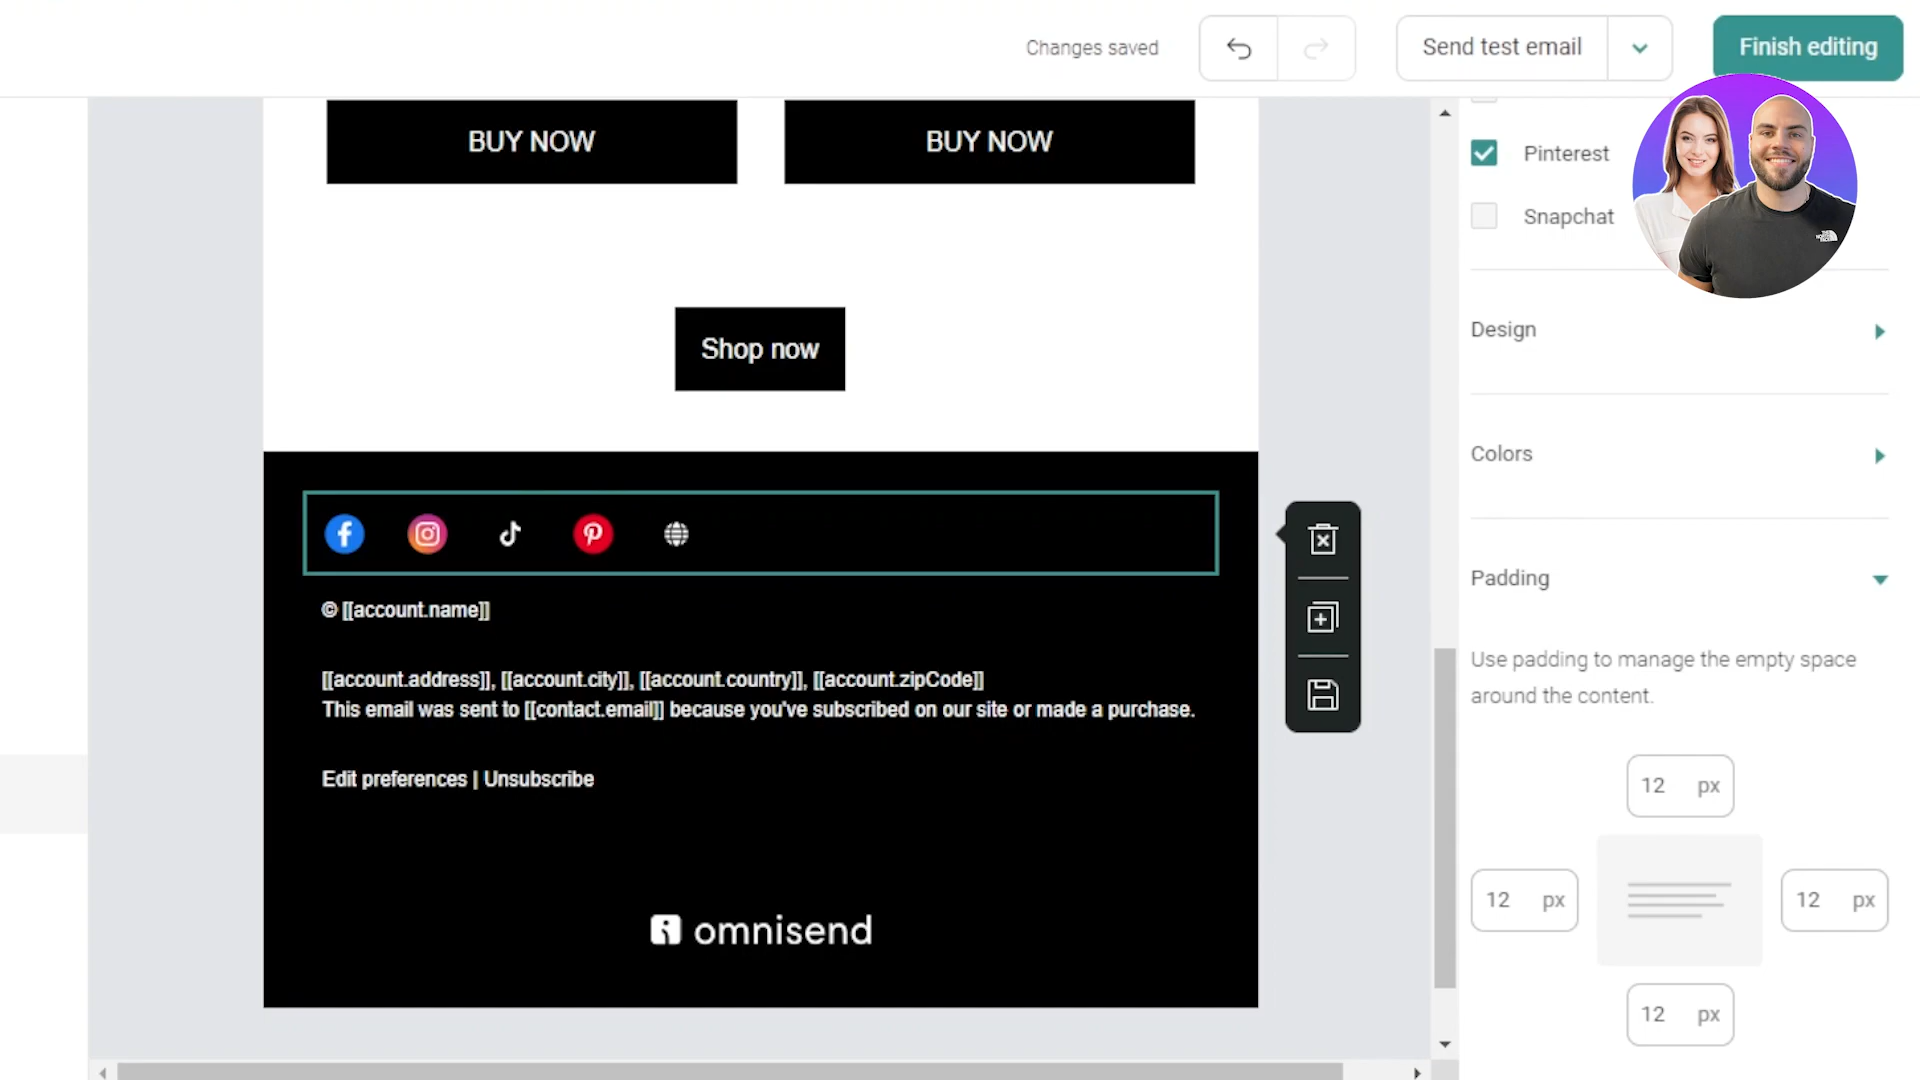 Changes saved
Send test email
Finish editing
BUY NOW
BUY NOW
Pinterest
Snapchat
Shop now
Design
Colors
Padding
Use padding to manage the empty space
around the content.
12 px
12 px
12 px
12 px
© [[account.name]]
[[account.address]], [[account.city]], [[account.country]], [[account.zipCode]]
This email was sent to [[contact.email]] because you've subscribed on our site or made a purchase.
Edit preferences | Unsubscribe
omnisend